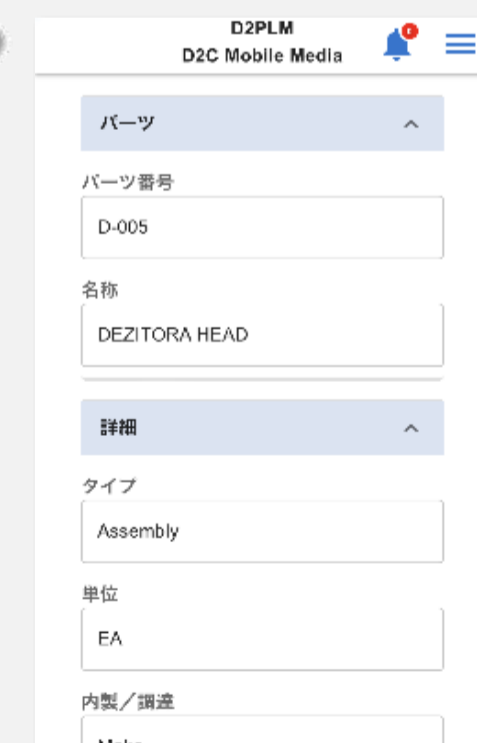 D2PLM
D2C Mobile Media
パーツ
パーツ番号
D-005
名称
DEZITORA HEAD
詳細
タイプ
Assembly
単位
EA
内製／調達